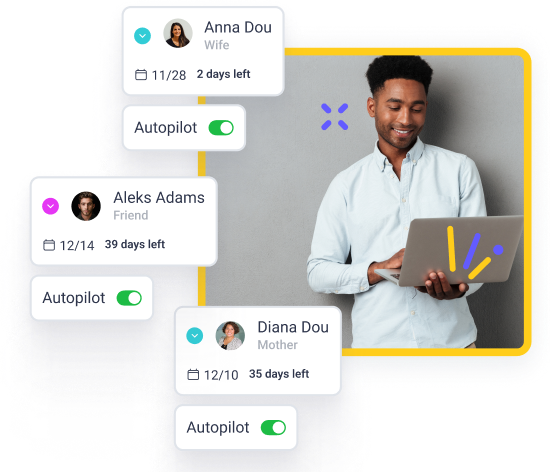 Anna Dou
Wife
11/28 2 days left
Autopilot
Aleks Adams
Friend
12/14 39 days left
Autopilot
Diana Dou
Mother
12/10 35 days left
Autopilot